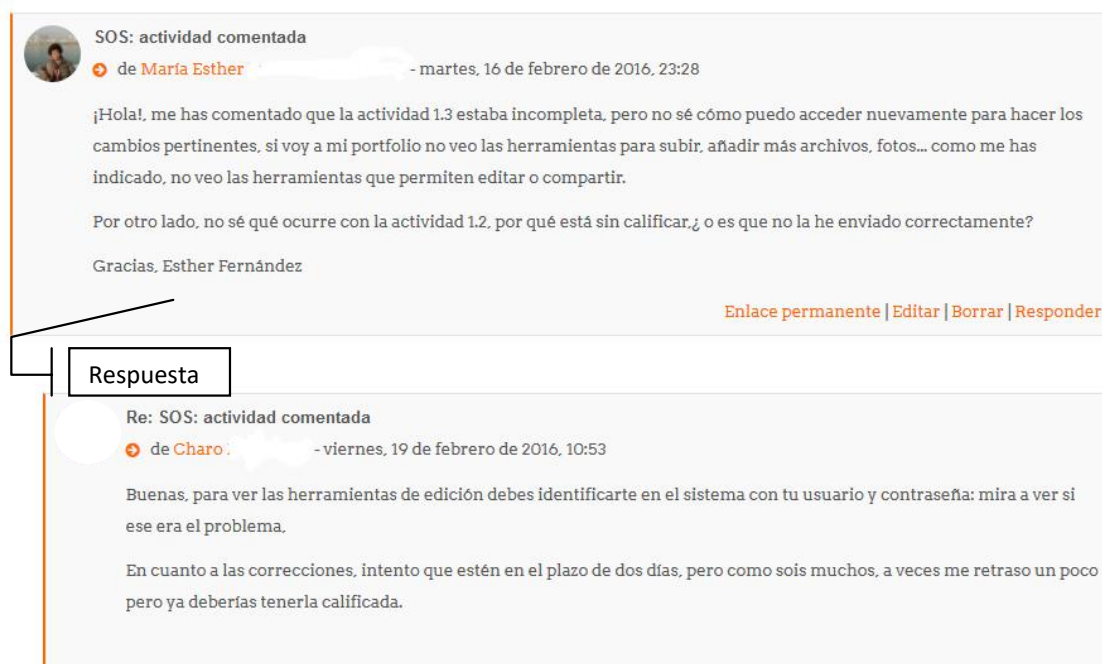 SOS: actividad comentada
de María Esther - martes, 16 de febrero de 2016, 23:28
¡Hola!, me has comentado que la actividad 1.3 estaba incompleta, pero no sé cómo puedo acceder nuevamente para hacer los
cambios pertinentes, si voy a mi portfolio no veo las herramientas para subir, añadir más archivos, fotos... como me has
indicado, no veo las herramientas que permiten editar o compartir.
Por otro lado, no sé qué ocurre con la actividad 1.2, por qué está sin calificar,¿ o es que no la he enviado correctamente?
Gracias, Esther Fernández
Enlace permanente | Editar | Borrar | Responder
Respuesta
Re: SOS: actividad comentada
de Charo - viernes, 19 de febrero de 2016, 10:53
Buenas, para ver las herramientas de edición debes identificarte en el sistema con tu usuario y contraseña: mira a ver si
ese era el problema,
En cuanto a las correcciones, intento que estén en el plazo de dos días, pero como sois muchos, a veces me retraso un poco
pero ya deberías tenerla calificada.